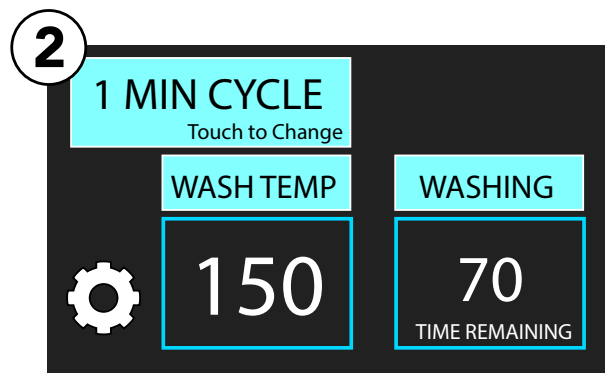 2
1 MIN CYCLE
Touch to Change
WASH TEMP
WASHING
150
70
TIME REMAINING